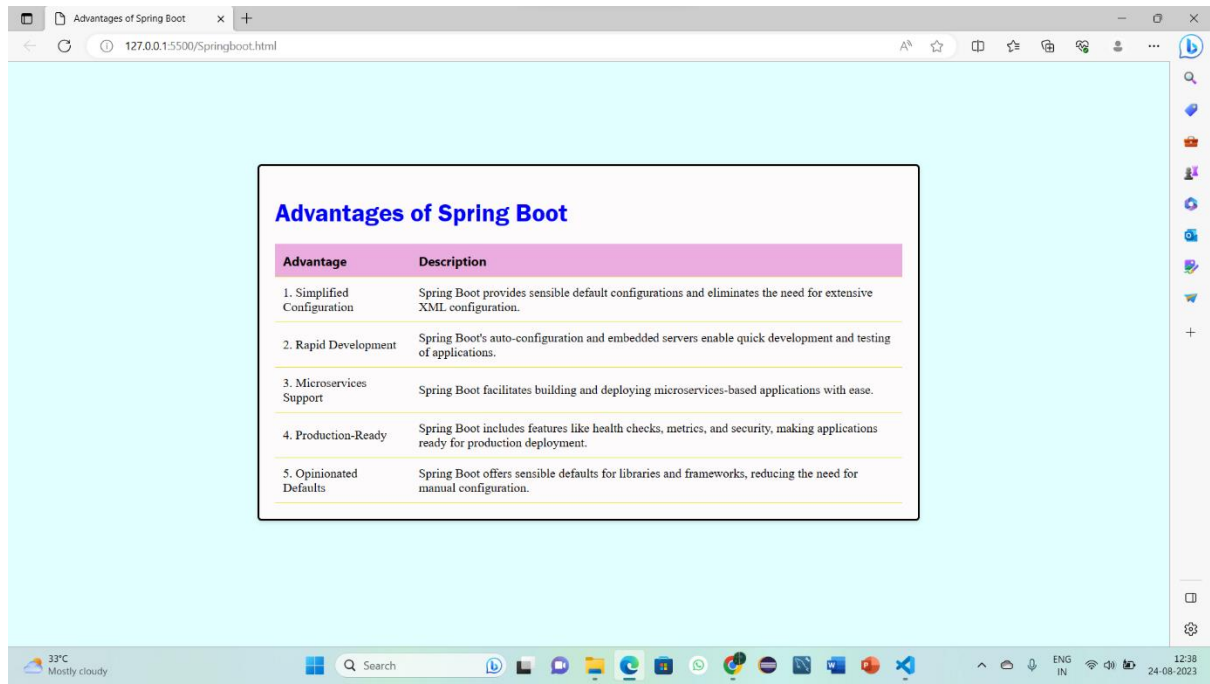 Advantages of Spring Boot
127.0.0.1:5500/Springboot.html
Advantages of Spring Boot
Advantage Description
1. Simplified Configuration
Spring Boot provides sensible default configurations and eliminates the need for extensive
XML configuration.
2. Rapid Development
Spring Boot's auto-configuration and embedded servers enable quick development and testing
of applications.
3. Microservices
Support
Spring Boot facilitates building and deploying microservices-based applications with ease.
4. Production-Ready
Spring Boot includes features like health checks, metrics, and security, making applications
ready for production deployment.
5. Opinionated
Defaults
Spring Boot offers sensible defaults for libraries and frameworks, reducing the need for
manual configuration.
33°C
Mostly cloudy
Search
ENG
IN
12:38
24-08-2023